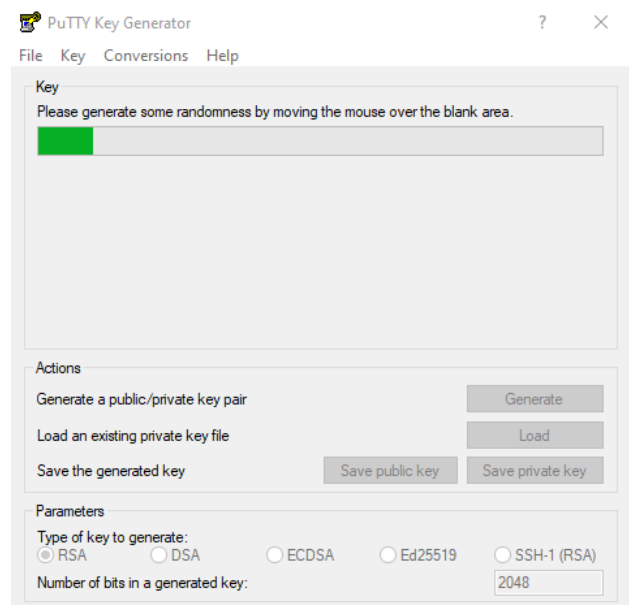 PuTTY Key Generator ? ×
File Key Conversions Help
Key
Please generate some randomness by moving the mouse over the blank area.
Actions
Generate a public/private key pair Generate
Load an existing private key file Load
Save the generated key Save public key Save private key
Parameters
Type of key to generate:
RSA DSA ECDSA Ed25519 SSH-1 (RSA)
Number of bits in a generated key: 2048